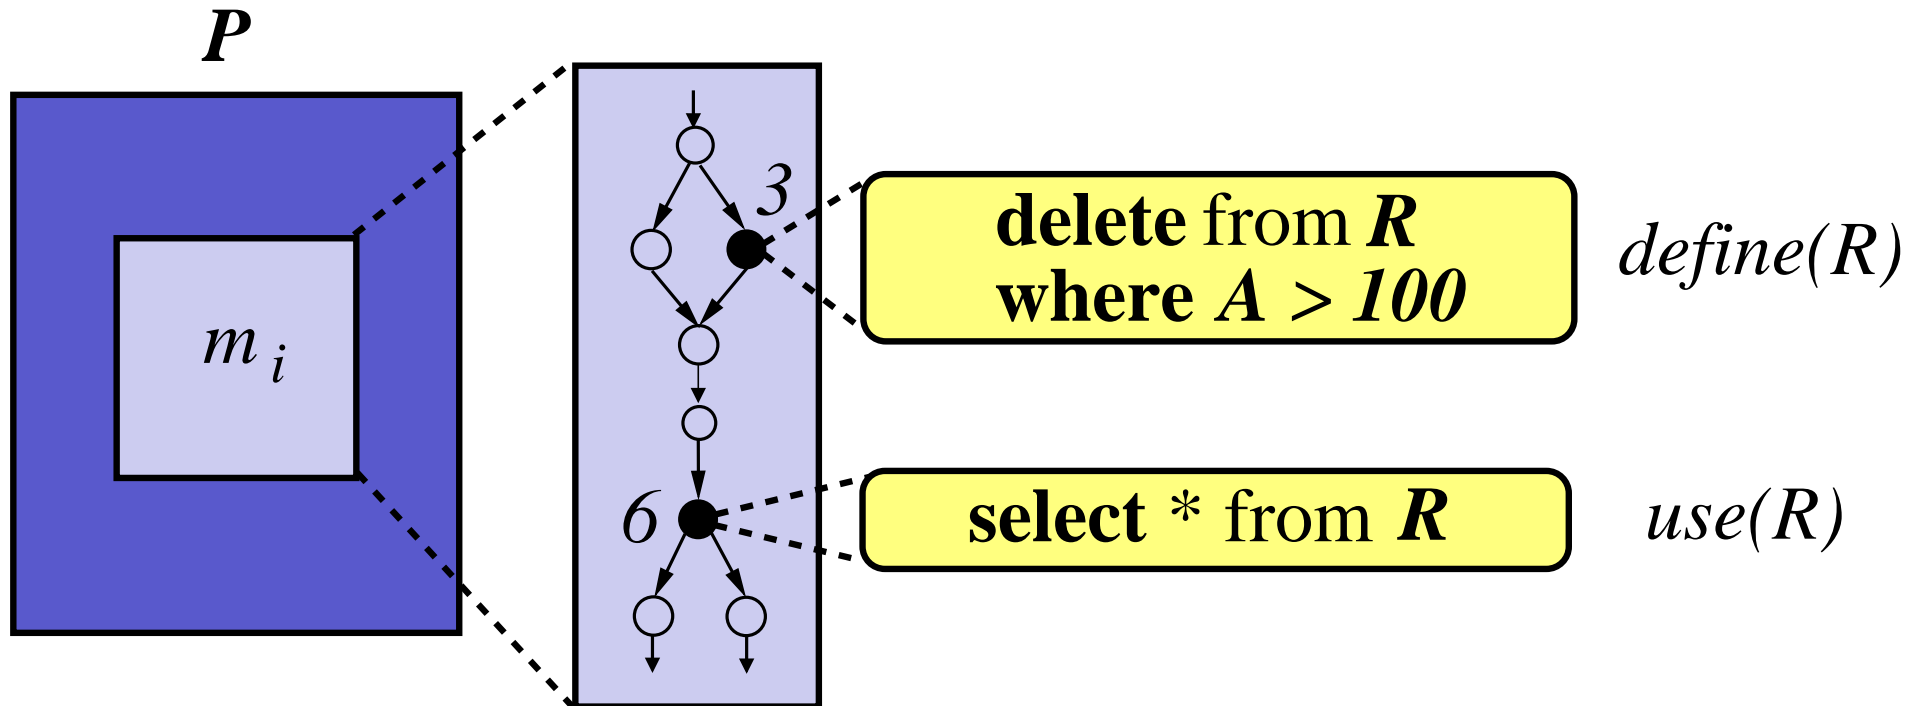 P
m i
3
delete from R
where A > 100
define(R)
6
select * from R
use(R)